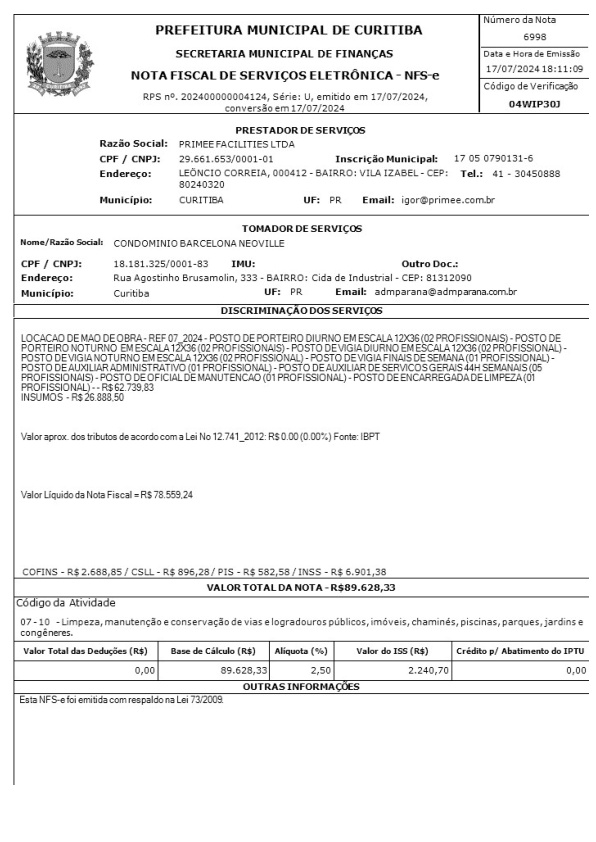 PREFEITURA MUNICIPAL DE CURITIBA
SECRETARIA MUNICIPAL DE FINANÇAS
NOTA FISCAL DE SERVIÇOS ELETRÔNICA - NFS-e
RPS nº. 202400000004124, Série: U, emitido em 17/07/2024,
conversão em 17/07/2024
Número da Nota
6998
Data e Hora de Emissão
17/07/2024 18:11:09
Código de Verificação
04WIP30J
PRESTADOR DE SERVIÇOS
Razão Social: PRIMEE FACILITIES LTDA
CPF / CNPJ: 29.661.653/0001-01 Inscrição Municipal: 17 05 0790131-6
Endereço: LEÔNCIO CORREIA, 000412 - BAIRRO: VILA IZABEL - CEP: Tel.: 41 - 30450888
80240320
Município: CURITIBA UF: PR Email: igor@primee.com.br
TOMADOR DE SERVIÇOS
Nome/Razão Social: CONDOMINIO BARCELONA NEOVILLE
CPF / CNPJ: 18.181.325/0001-83 IMU: Outro Doc.:
Endereço: Rua Agostinho Brusamolin, 333 - BAIRRO: Cida de Industrial - CEP: 81312090
Município: Curitiba UF: PR Email: admparana@admparana.com.br
DISCRIMINAÇÃO DOS SERVIÇOS
LOCACAO DE MAO DE OBRA - REF 07_2024 - POSTO DE PORTEIRO DIURNO EM ESCALA 12X36 (02 PROFISSIONAIS) - POSTO DE
PORTEIRO NOTURNO EM ESCALA 12X36 (02 PROFISSIONAIS) - POSTO DE VIGIA DIURNO EM ESCALA 12X36 (02 PROFISSIONAL) -
POSTO DE VIGIA NOTURNO EM ESCALA 12X36 (02 PROFISSIONAL) - POSTO DE VIGIA FINAIS DE SEMANA (01 PROFISSIONAL) -
POSTO DE AUXILIAR ADMINISTRATIVO (01 PROFISSIONAL) - POSTO DE AUXILIAR DE SERVICOS GERAIS 44H SEMANAIS (05
PROFISSIONAIS) - POSTO DE OFICIAL DE MANUTENCAO (01 PROFISSIONAL) - POSTO DE ENCARREGADA DE LIMPEZA (01
PROFISSIONAL) - - R$ 62.739,83
INSUMOS - R$ 26.888,50
Valor aprox. dos tributos de acordo com a Lei No 12.741_2012: R$ 0.00 (0.00%) Fonte: IBPT
Valor Líquido da Nota Fiscal = R$ 78.559,24
COFINS - R$ 2.688,85 / CSLL - R$ 896,28 / PIS - R$ 582,58 / INSS - R$ 6.901,38
VALOR TOTAL DA NOTA - R$89.628,33
Código da Atividade
07-10 - Limpeza, manutenção e conservação de vias e logradouros públicos, imóveis, chaminés, piscinas, parques, jardins e
congêneres.
Valor Total das Deduções (R$) Base de Cálculo (R$) Alíquota (%) Valor do ISS (R$) Crédito p/ Abatimento do IPTU
0,00 89.628,33 2,50 2.240,70 0,00
OUTRAS INFORMAÇÕES
Esta NFS-e foi emitida com respaldo na Lei 73/2009.